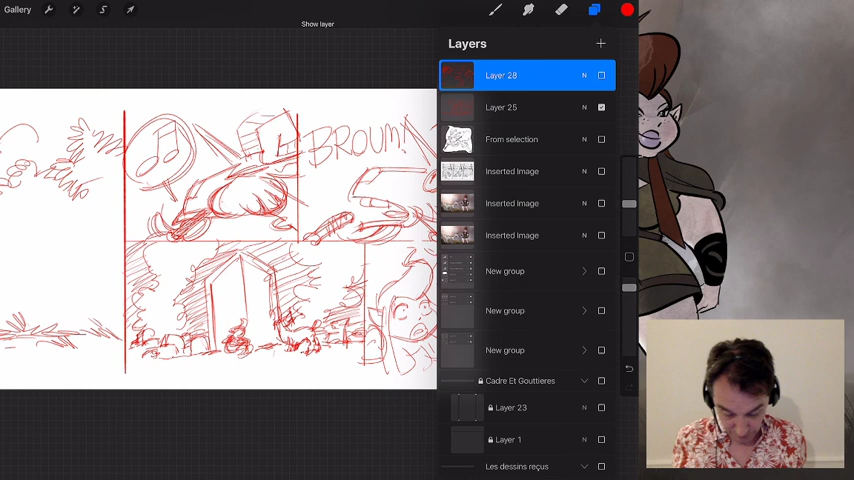 Gallery
Show layer
Layers
Layer 28
N
Layer 25
N
From selection
N
Inserted Image
N
Inserted Image
N
Inserted Image
N
New group
New group
New group
Cadre Et Gouttieres
Layer 23
N
Layer 1
N
Les dessins reçus
BROUM!